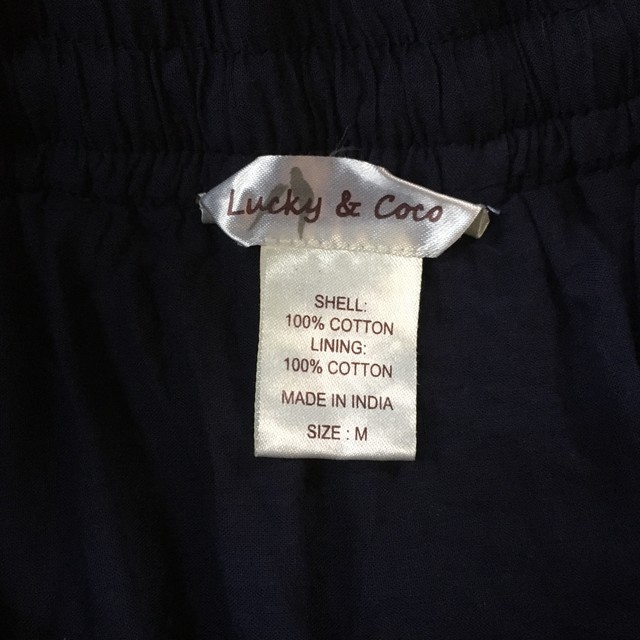 Lucky & Coco
SHELL:
100% COTTON
LINING:
100% COTTON
MADE IN INDIA
SIZE : M